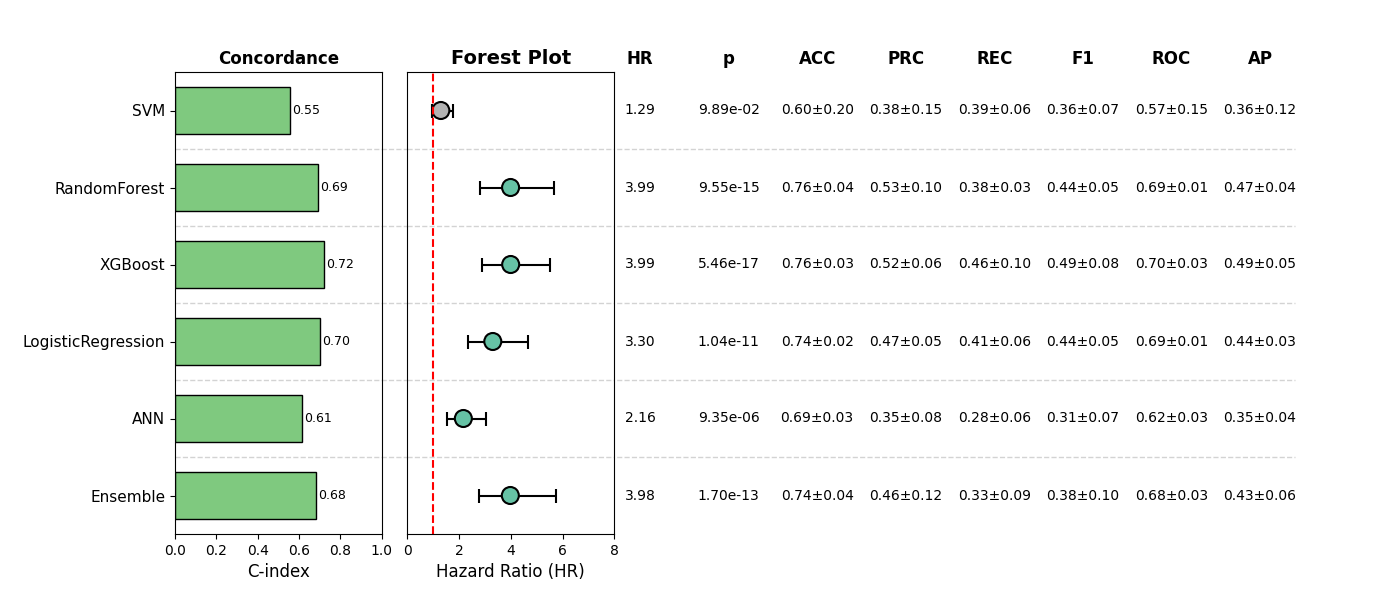 Concordance Forest Plot HR p ACC PRC REC F1 ROC AP
SVM 0.55 1.29 9.89e-02 0.60±0.20 0.38±0.15 0.39±0.06 0.36±0.07 0.57±0.15 0.36±0.12
RandomForest 0.69 3.99 9.55e-15 0.76±0.04 0.53±0.10 0.38±0.03 0.44±0.05 0.69±0.01 0.47±0.04
XGBoost 0.72 3.99 5.46e-17 0.76±0.03 0.52±0.06 0.46±0.10 0.49±0.08 0.70±0.03 0.49±0.05
LogisticRegression 0.70 3.30 1.04e-11 0.74±0.02 0.47±0.05 0.41±0.06 0.44±0.05 0.69±0.01 0.44±0.03
ANN 0.61 2.16 9.35e-06 0.69±0.03 0.35±0.08 0.28±0.06 0.31±0.07 0.62±0.03 0.35±0.04
Ensemble 0.68 3.98 1.70e-13 0.74±0.04 0.46±0.12 0.33±0.09 0.38±0.10 0.68±0.03 0.43±0.06
0.0 0.2 0.4 0.6 0.8 1.0 0 2 4 6 8
C-index Hazard Ratio (HR)